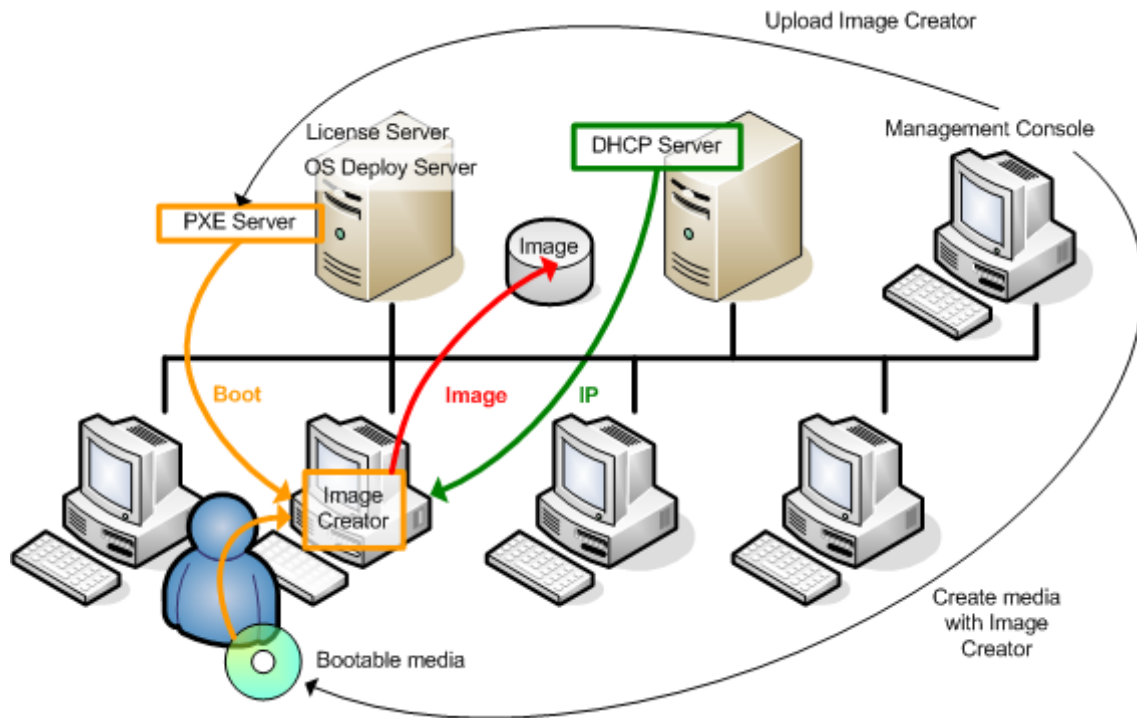 Upload Image Creator
License Server
OS Deploy Server
DHCP Server
Management Console
PXE Server
Image
Boot
Image
IP
Image
Creator
Create media
with Image
Creator
Bootable media